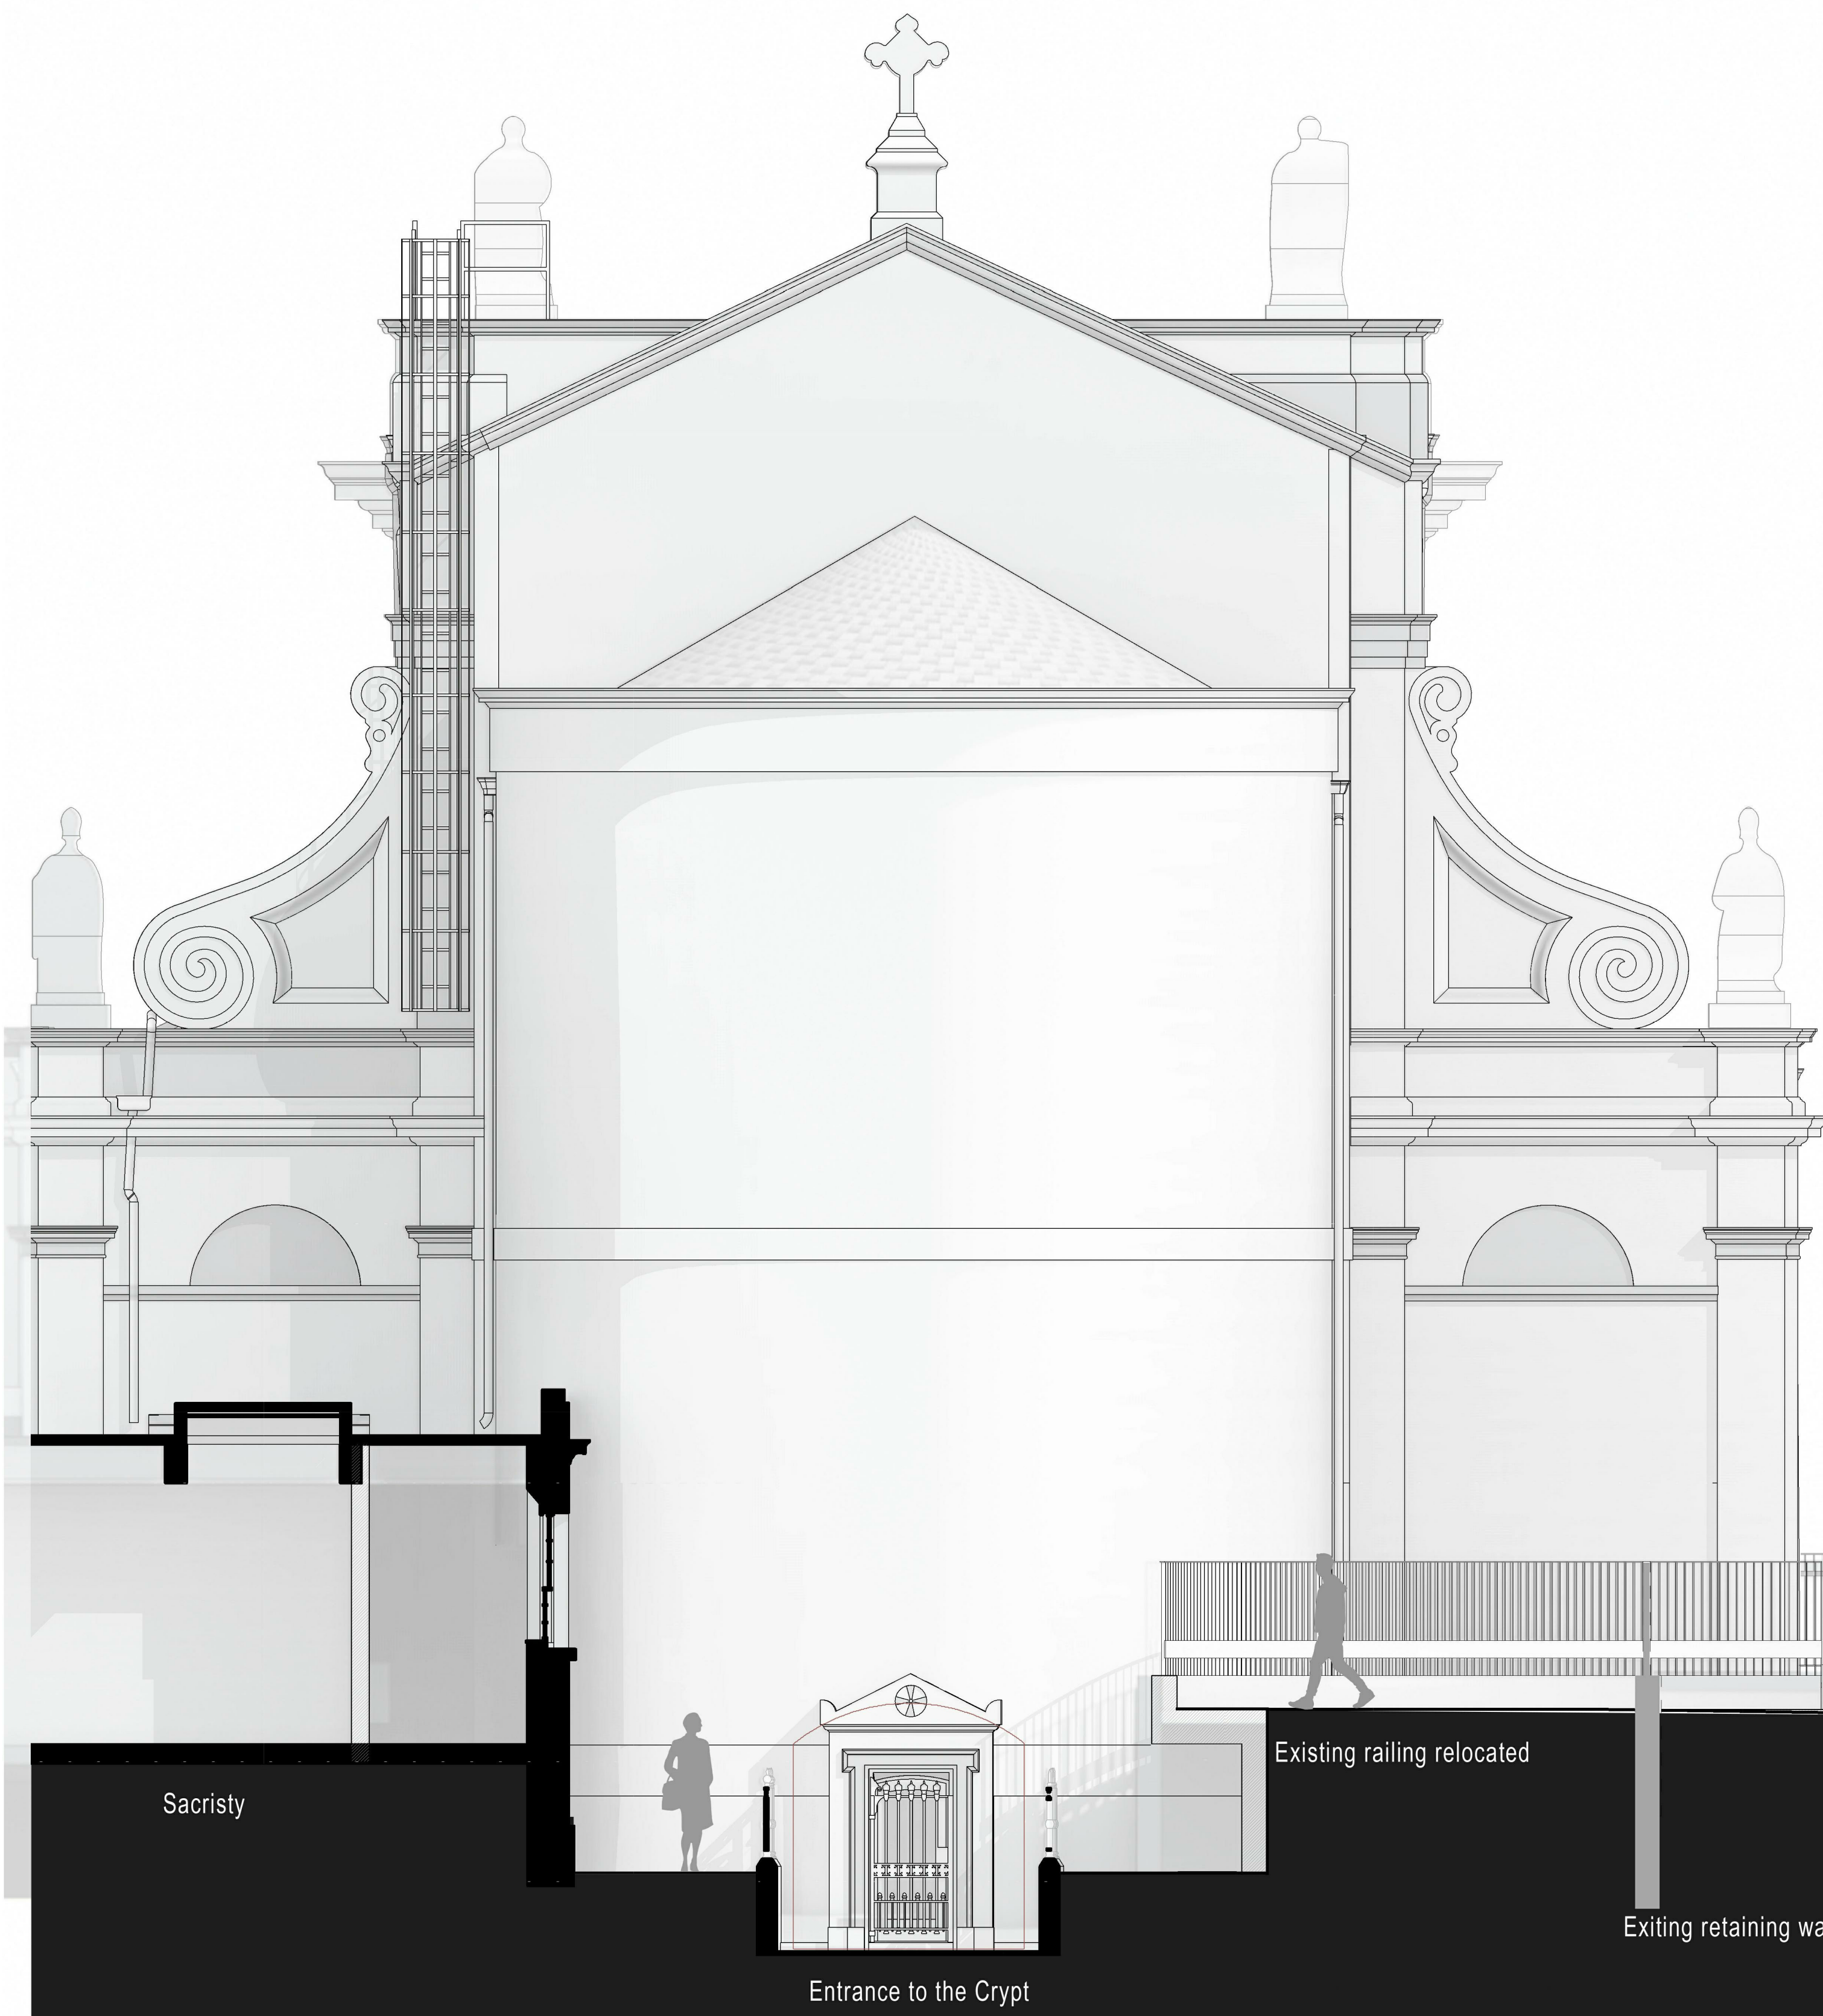 Existing railing relocated
Sacristy
Exiting retaining wa
Entrance to the Crypt